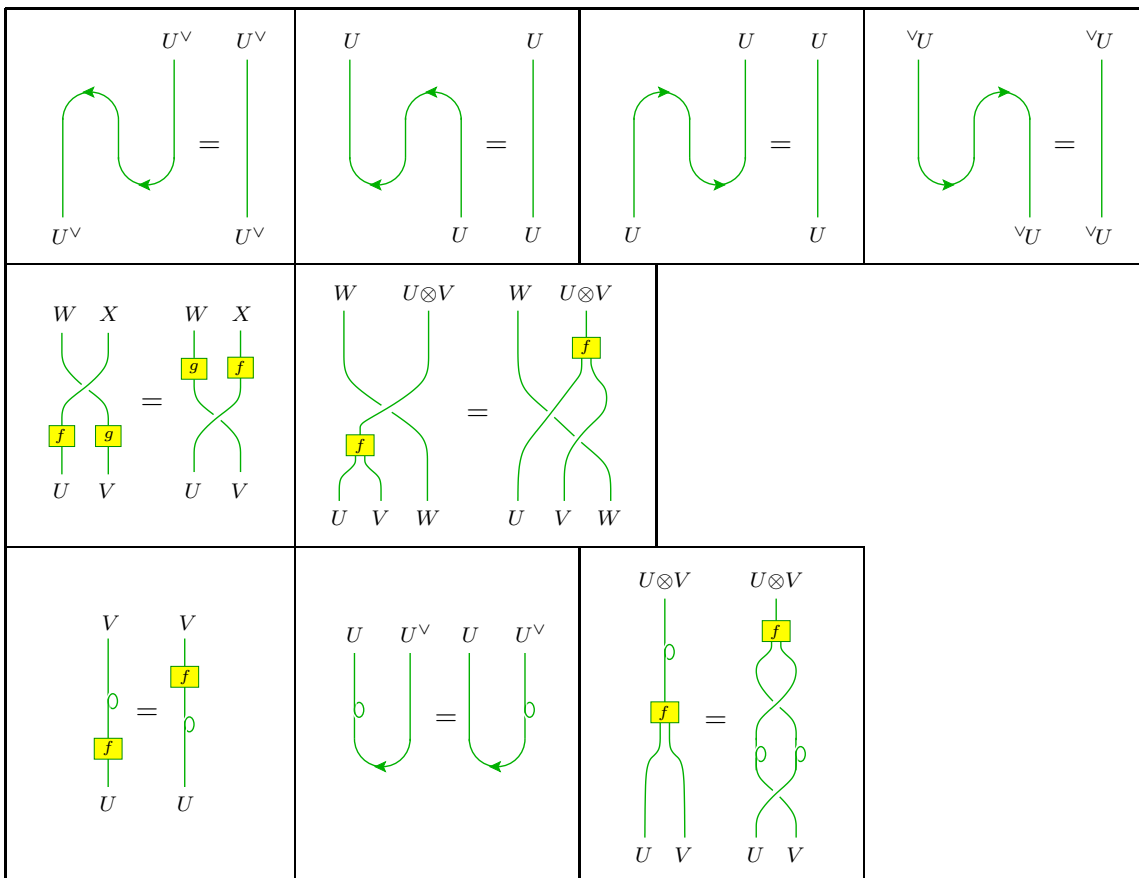 U^∨ U^∨ = U^∨ U^∨
U U = U U
U U = U U
^∨U ^∨U = ^∨U ^∨U
W X W X
g f
=
f g
U V U V
W U⊗V W U⊗V
f
=
f
U V W U V W
V V
f
=
f
U U
U U^∨ U U^∨
=
U⊗V U⊗V
f
f
=
U V U V